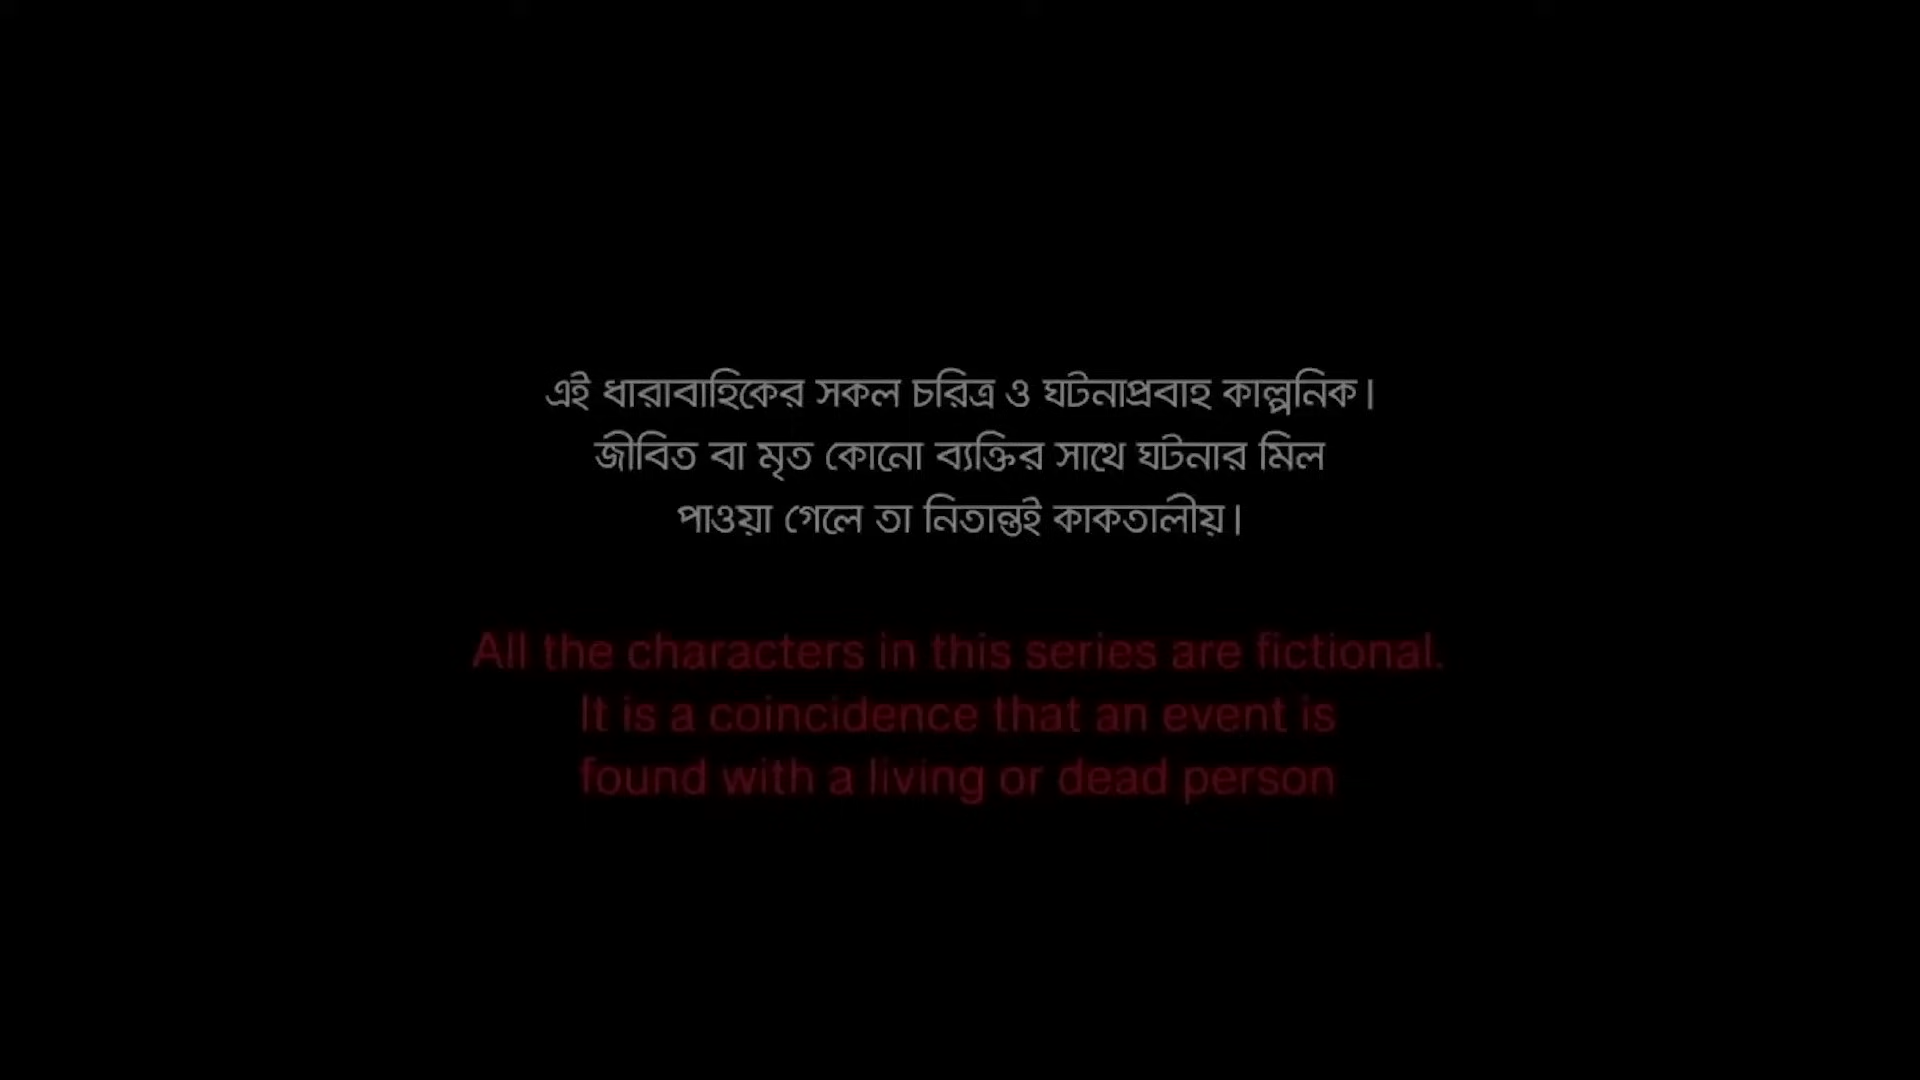 এই ধারাবাহিকের সকল চরিত্র ও ঘটনাপ্রবাহ কাল্পনিক।
জীবিত বা মৃত কোনো ব্যক্তির সাথে ঘটনার মিল
পাওয়া গেলে তা নিতান্তই কাকতালীয়।
All the characters in this series are fictional.
It is a coincidence that an event is
found with a living or dead person